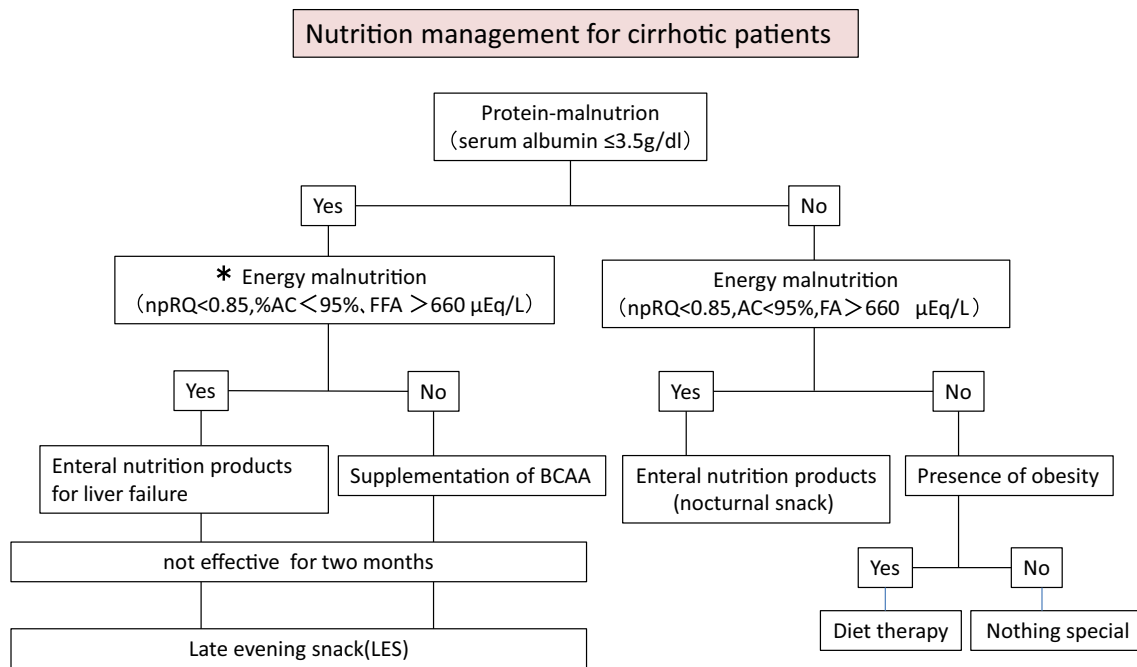 Nutrition management for cirrhotic patients
Protein-malnutrion
（serum albumin ≤3.5g/dl）
Yes
No
* Energy malnutrition
（npRQ<0.85,%AC＜95%、FFA ＞660 μEq/L）
Energy malnutrition
（npRQ<0.85,AC<95%,FA＞660 μEq/L）
Yes
No
Yes
No
Enteral nutrition products
for liver failure
Supplementation of BCAA
Enteral nutrition products
(nocturnal snack)
Presence of obesity
not effective for two months
Yes
No
Late evening snack(LES)
Diet therapy
Nothing special